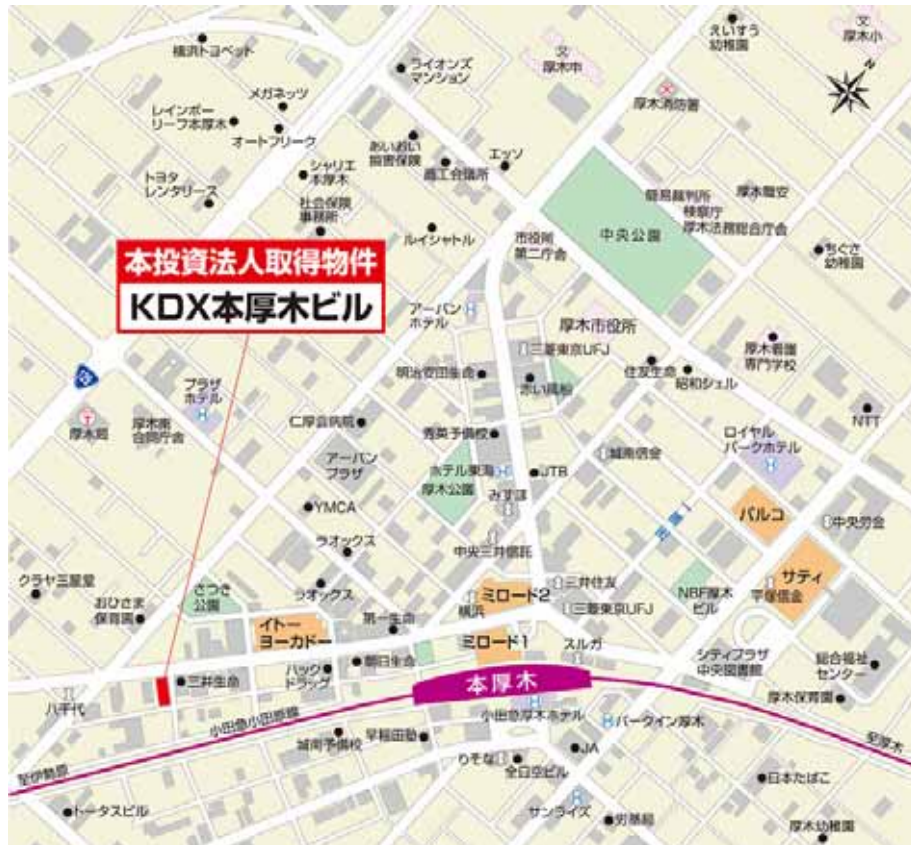 横浜トヨペット
ライオンズ
マンション
文
厚木中
えいすう
幼稚園
文
厚木小
N
メガネッツ
レインボー
リーフ本厚木
オートフリーク
あいおい
損害保険
商工会議所
エッソ
厚木消防署
トヨタ
レンタリース
シャリエ
本厚木
社会保険
事務所
ルイシャトル
市役所
第二庁舎
中央公園
簡易裁判所
検察庁
厚木法務総合庁舎
厚木職安
ちぐさ
幼稚園
本投資法人取得物件
KDX本厚木ビル
アーバン
ホテル
H
厚木市役所
三菱東京UFJ
明治安田生命
赤い風船
住友生命
昭和シェル
厚木看護
専門学校
プラザ
ホテル
H
厚木局
厚木南
合同庁舎
仁厚会病院
秀英予備校
NTT
アーバン
プラザ
ホテル東海
H
JTB
城南信金
ロイヤル
パークホテル
H
厚木公園
みずほ
YMCA
一番街
パルコ
中央労金
ラオックス
中央三井信託
クラヤ三星堂
おひさま
保育園
さつき
公園
ラオックス
横浜
ミロード2
三井住友
三菱東京UFJ
NBF厚木
ビル
サティ
平塚信金
イトー
ヨーカドー
第一生命
ミロード1
スルガ
シティプラザ
中央図書館
総合福祉
センター
八千代
三井生命
ハック
ドラッグ
朝日生命
本厚木
厚木保育園
小田急小田原線
小田急厚木ホテル
H
H
パークイン厚木
城南予備校
早稲田塾
至伊勢原
りそな
全日空ビル
JA
至厚木
日本たばこ
トータスビル
サンライズ
H
労基局
厚木幼稚園